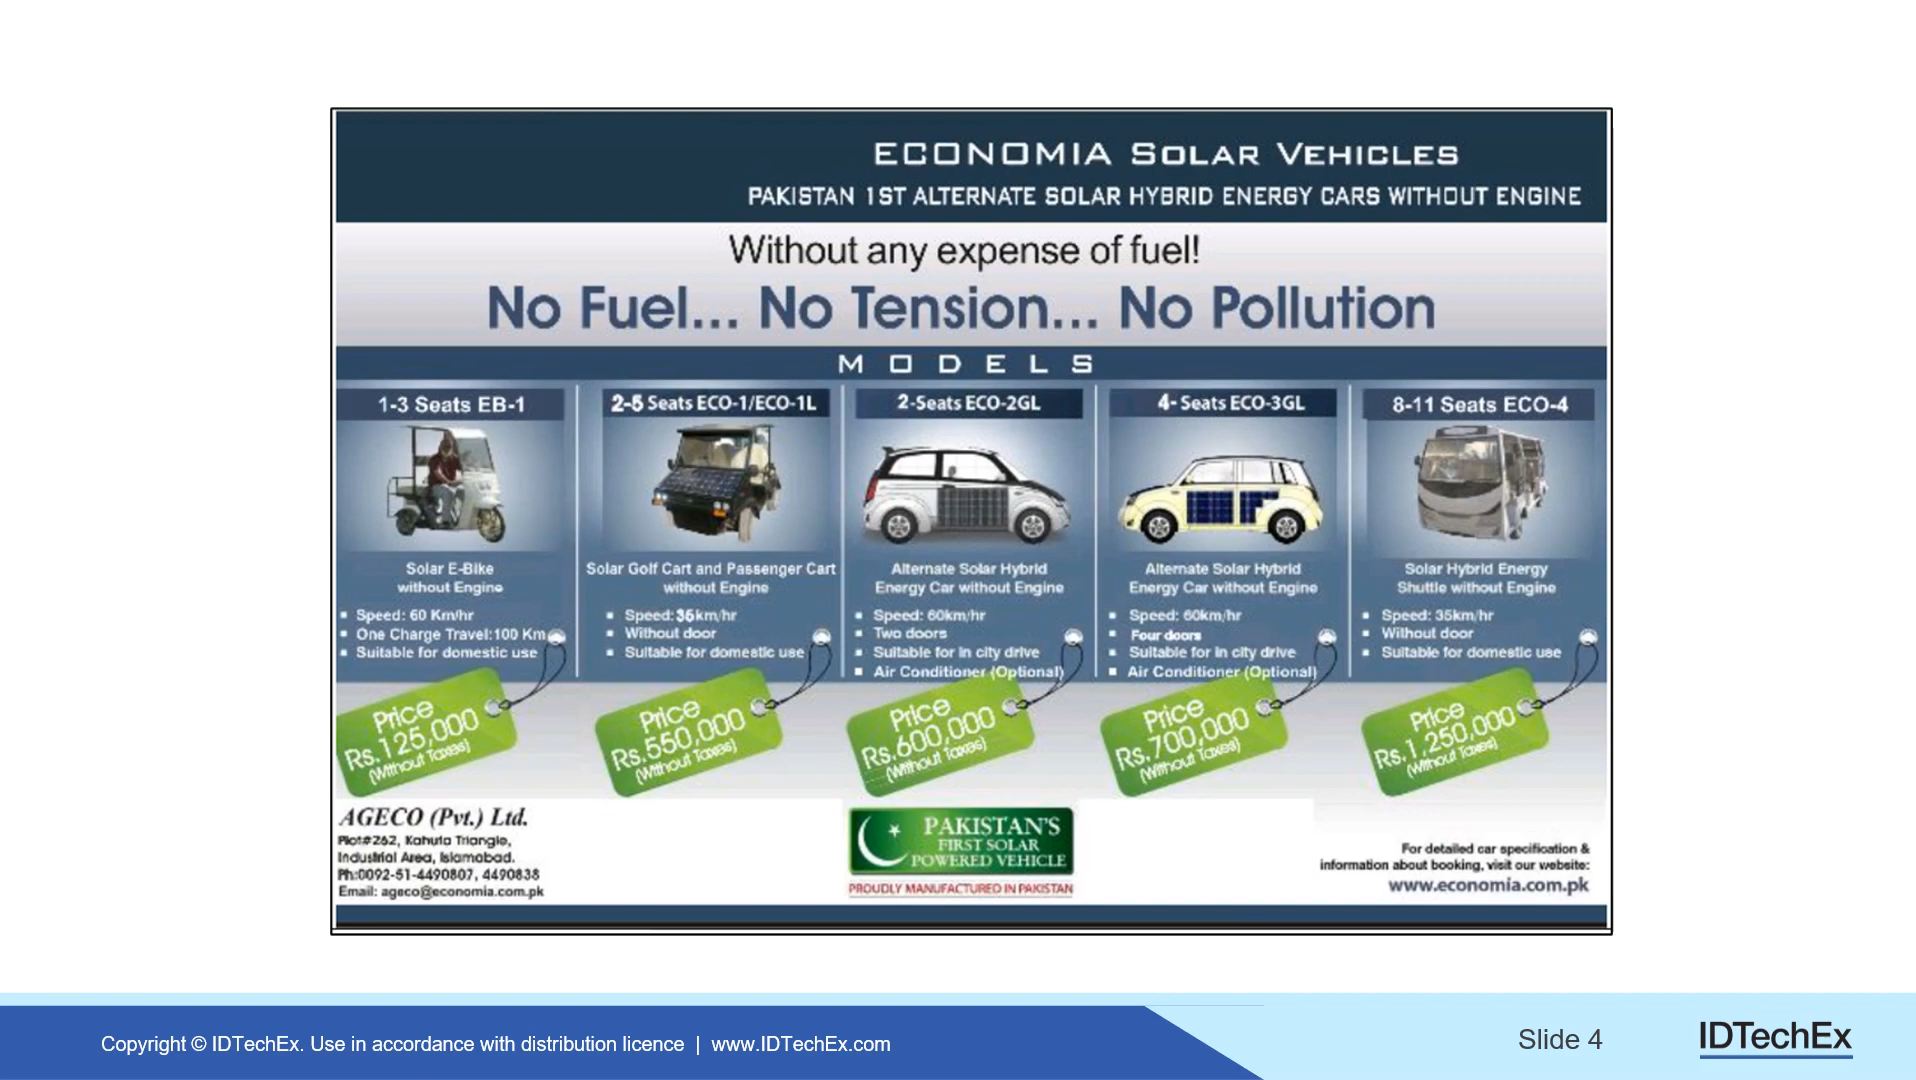 ECONOMIA SOLAR VEHICLES
PAKISTAN 1ST ALTERNATE SOLAR HYBRID ENERGY CARS WITHOUT ENGINE
Without any expense of fuel!
No Fuel... No Tension... No Pollution
MODELS
1-3 Seats EB-1
Solar E-Bike
without Engine
▪ Speed: 60 Km/hr
▪ One Charge Travel:100 Km
▪ Suitable for domestic use
Price
Rs.125,000
(Without Taxes)
2-5 Seats ECO-1/ECO-1L
Solar Golf Cart and Passenger Cart
without Engine
▪ Speed:35km/hr
▪ Without door
▪ Suitable for domestic use
Price
Rs.550,000
(Without Taxes)
2-Seats ECO-2GL
Alternate Solar Hybrid
Energy Car without Engine
▪ Speed: 60km/hr
▪ Two doors
▪ Suitable for in city drive
▪ Air Conditioner (Optional)
Price
Rs.600,000
(Without Taxes)
4- Seats ECO-3GL
Alternate Solar Hybrid
Energy Car without Engine
▪ Speed: 60km/hr
▪ Four doors
▪ Suitable for in city drive
▪ Air Conditioner (Optional)
Price
Rs.700,000
(Without Taxes)
8-11 Seats ECO-4
Solar Hybrid Energy
Shuttle without Engine
▪ Speed: 35km/hr
▪ Without door
▪ Suitable for domestic use
Price
Rs.1,250,000
(Without Taxes)
AGECO (Pvt.) Ltd.
Plot#262, Kahuta Triangle,
Industrial Area, Islamabad.
Ph:0092-51-4490807, 4490838
Email: ageco@economia.com.pk
PAKISTAN'S
FIRST SOLAR
POWERED VEHICLE
PROUDLY MANUFACTURED IN PAKISTAN
For detailed car specification &
information about booking, visit our website:
www.economia.com.pk
Copyright © IDTechEx. Use in accordance with distribution licence | www.IDTechEx.com
Slide 4
IDTechEx